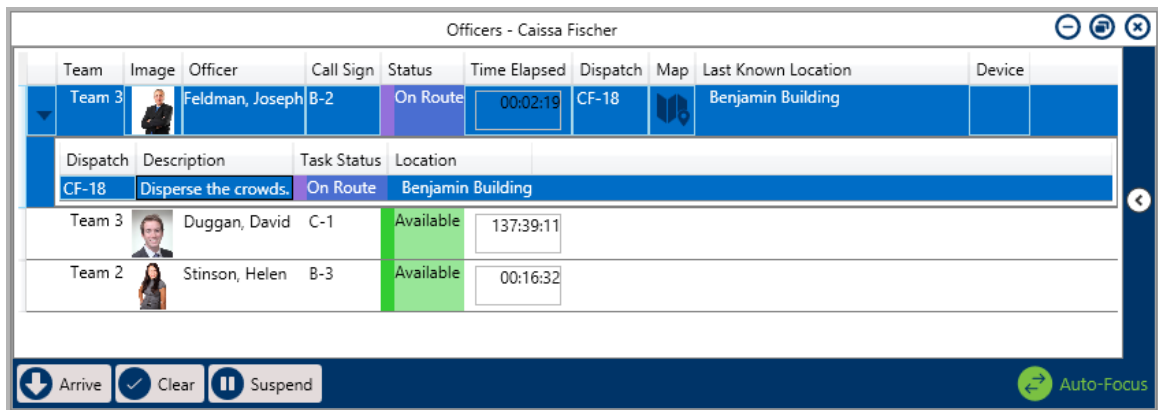 Officers - Caissa Fischer
Team Image Officer Call Sign Status Time Elapsed Dispatch Map Last Known Location Device
Team 3 Feldman, Joseph B-2 On Route 00:02:19 CF-18 Benjamin Building
Dispatch Description Task Status Location
CF-18 Disperse the crowds. On Route Benjamin Building
Team 3 Duggan, David C-1 Available 137:39:11
Team 2 Stinson, Helen B-3 Available 00:16:32
Arrive Clear Suspend Auto-Focus